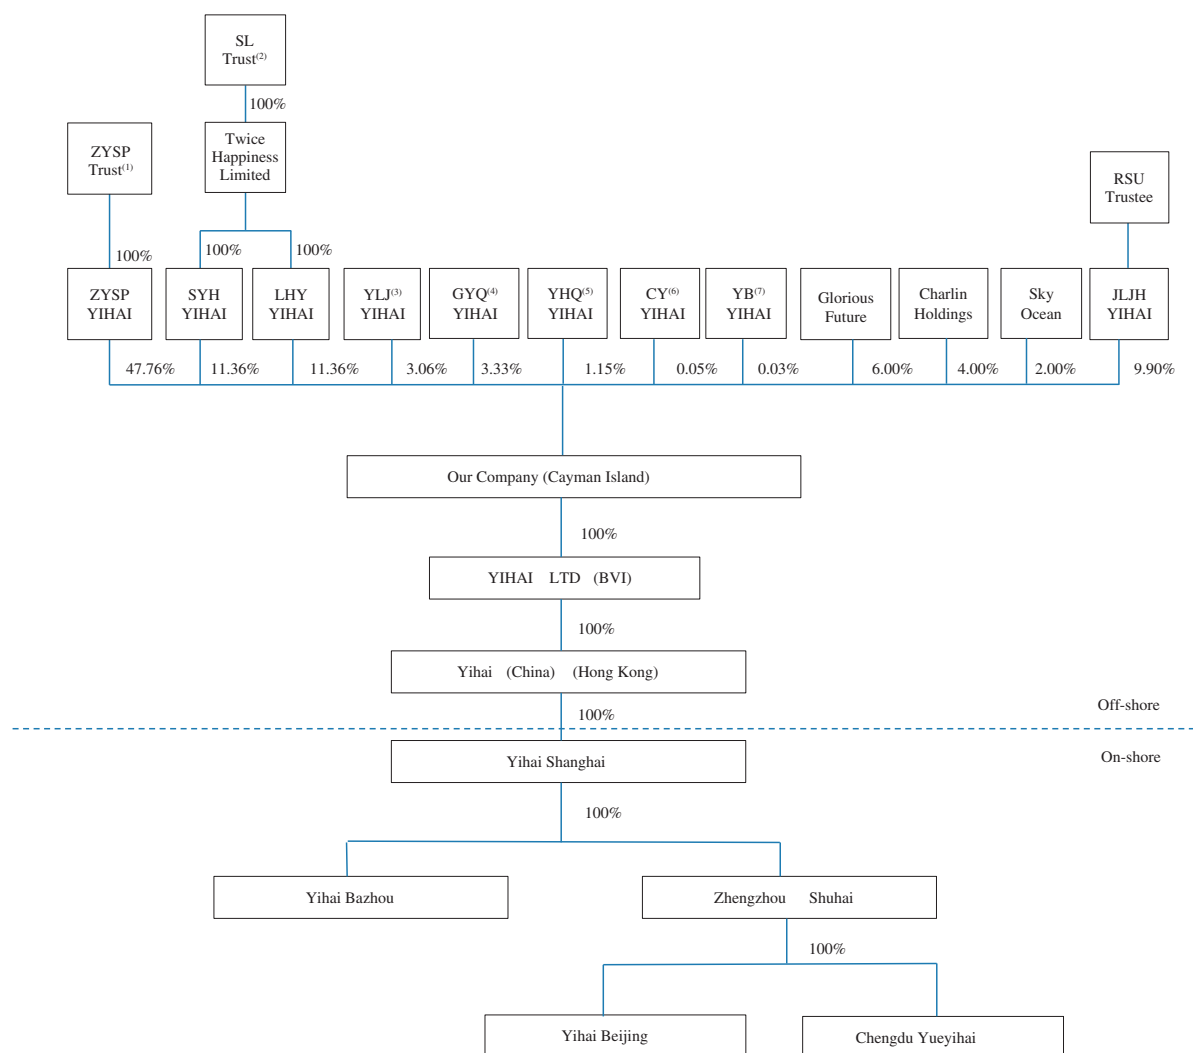 SL
Trust(2)
100%
Twice
Happiness
Limited
ZYSP
Trust(1)
RSU
Trustee
100%
100%
100%
ZYSP
YIHAI
SYH
YIHAI
LHY
YIHAI
YLJ(3)
YIHAI
GYQ(4)
YIHAI
YHQ(5)
YIHAI
CY(6)
YIHAI
YB(7)
YIHAI
Glorious
Future
Charlin
Holdings
Sky
Ocean
JLJH
YIHAI
47.76%
11.36%
11.36%
3.06%
3.33%
1.15%
0.05%
0.03%
6.00%
4.00%
2.00%
9.90%
Our Company (Cayman Island)
100%
YIHAI LTD (BVI)
100%
Yihai (China) (Hong Kong)
Off-shore
100%
On-shore
Yihai Shanghai
100%
Yihai Bazhou
Zhengzhou Shuhai
100%
Yihai Beijing
Chengdu Yueyihai